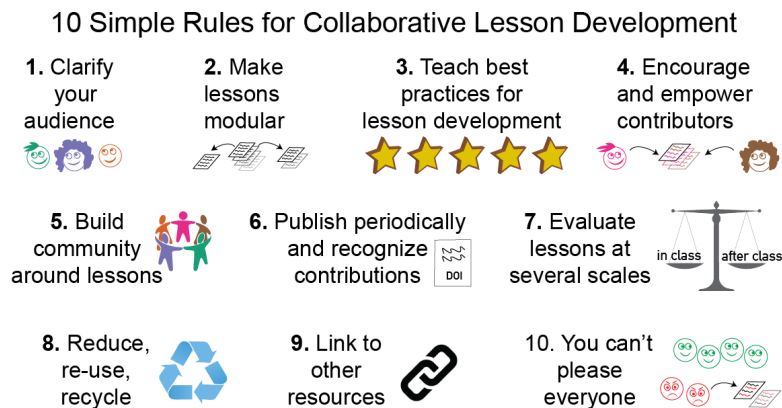 10 Simple Rules for Collaborative Lesson Development
1. Clarify
your
audience
2. Make
lessons
modular
3. Teach best
practices for
lesson development
4. Encourage
and empower
contributors
5. Build
community
around lessons
6. Publish periodically
and recognize
contributions
DOI
7. Evaluate
lessons at
several scales
in class
after class
8. Reduce,
re-use,
recycle
9. Link to
other
resources
10. You can't
please
everyone